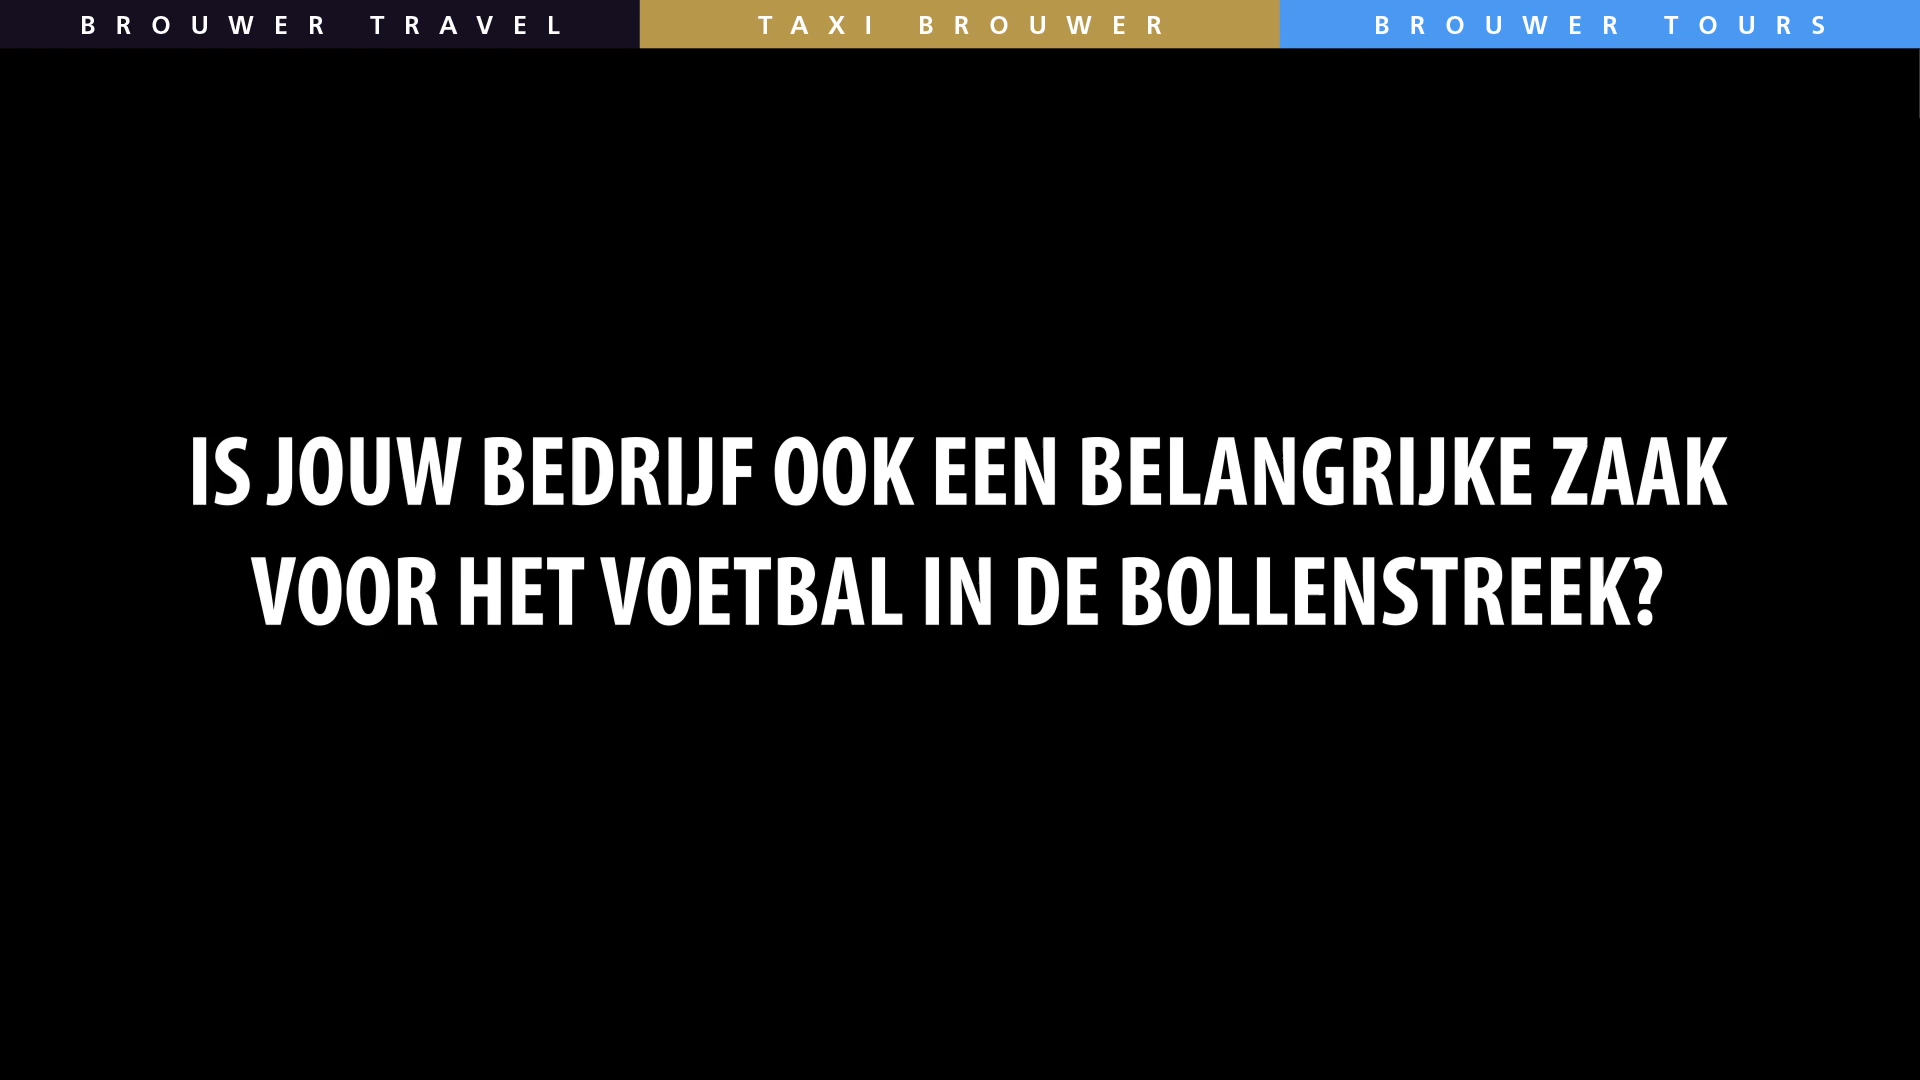 BROUWER TRAVEL TAXI BROUWER BROUWER TOURS
IS JOUW BEDRIJF OOK EEN BELANGRIJKE ZAAK
VOOR HET VOETBAL IN DE BOLLENSTREEK?